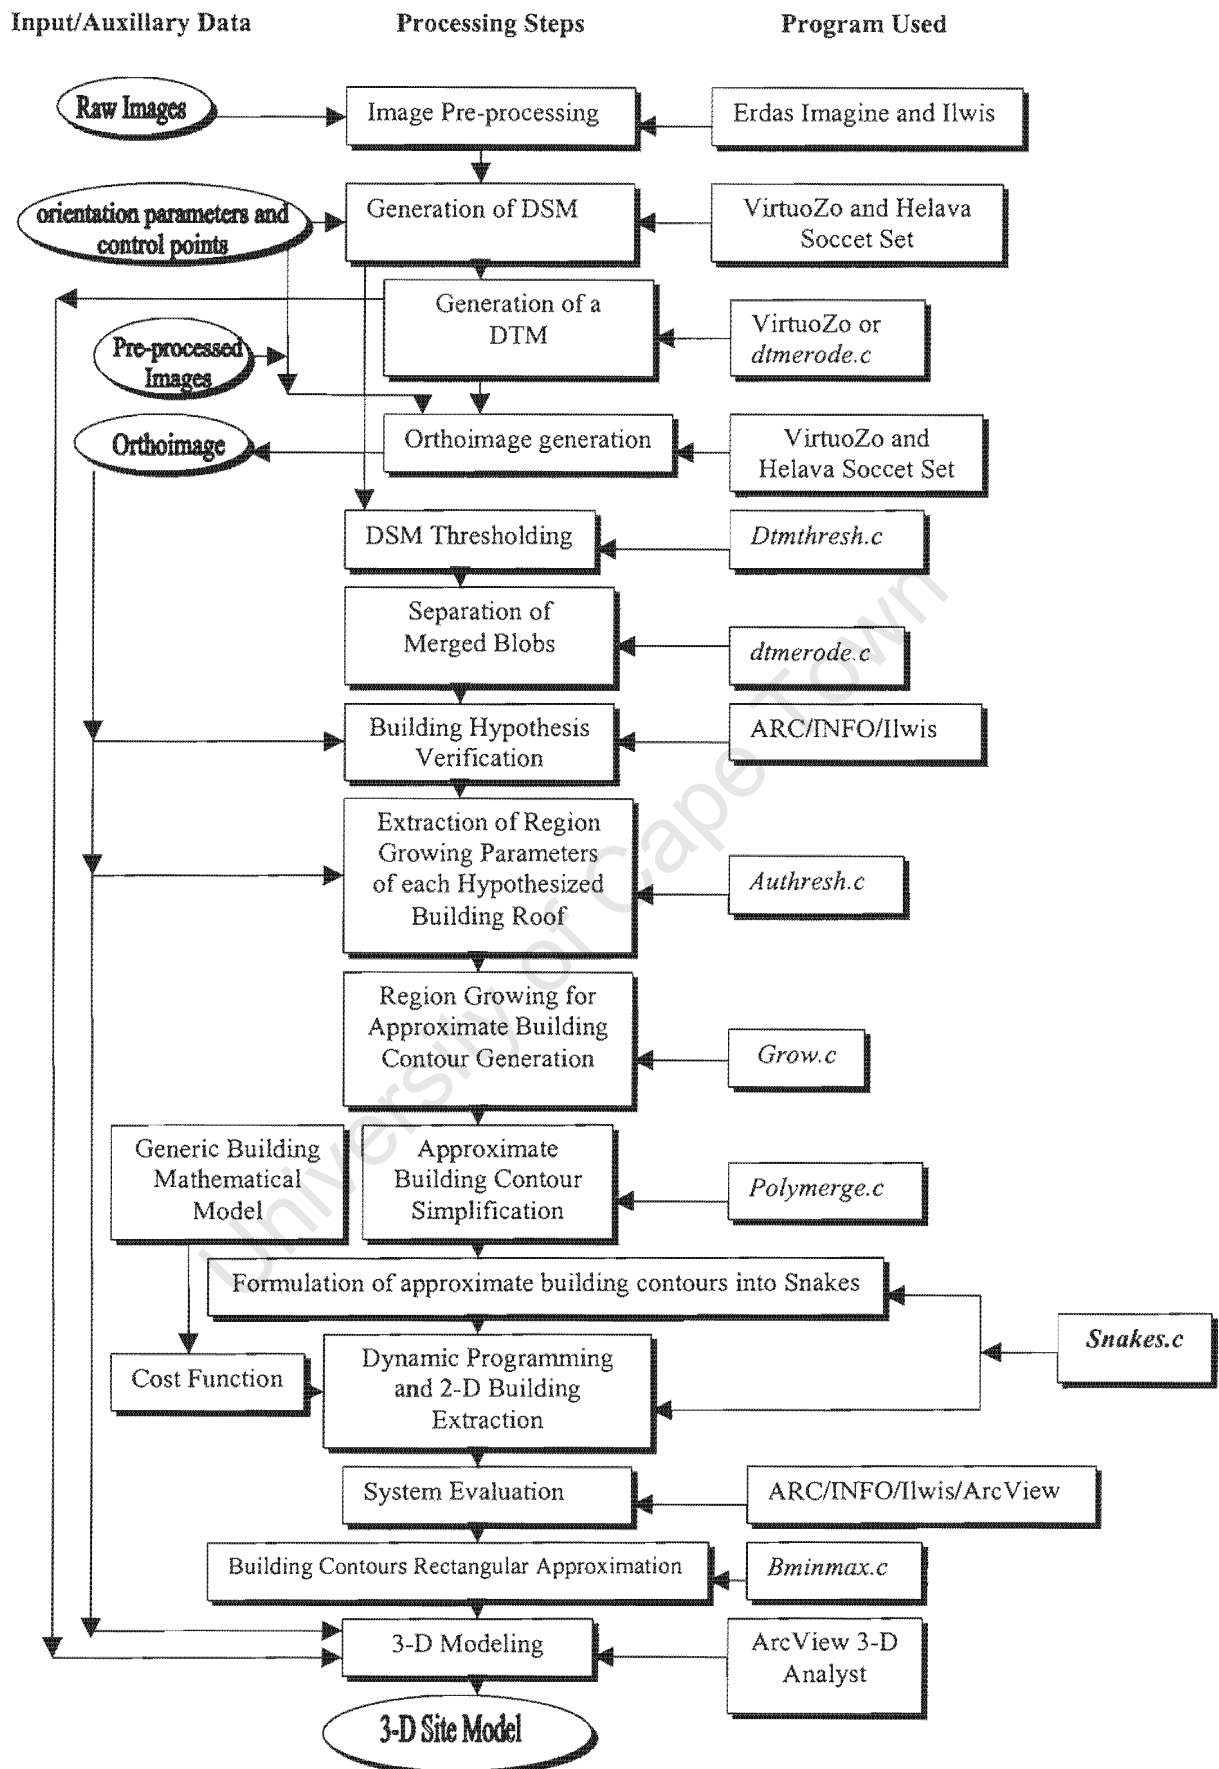 Input/Auxillary Data
Processing Steps
Program Used
Raw Images
Image Pre-processing
Erdas Imagine and Ilwis
orientation parameters and
control points
Generation of DSM
VirtuoZo and Helava
Soccet Set
Generation of a
DTM
VirtuoZo or
dtmerode.c
Pre-processed
Images
Orthoimage
Orthoimage generation
VirtuoZo and
Helava Soccet Set
DSM Thresholding
Dtmthresh.c
Separation of
Merged Blobs
dtmerode.c
Building Hypothesis
Verification
ARC/INFO/Ilwis
Extraction of Region
Growing Parameters
of each Hypothesized
Building Roof
Authresh.c
Region Growing for
Approximate Building
Contour Generation
Grow.c
Generic Building
Mathematical
Model
Approximate
Building Contour
Simplification
Polymerge.c
Formulation of approximate building contours into Snakes
Snakes.c
Cost Function
Dynamic Programming
and 2-D Building
Extraction
System Evaluation
ARC/INFO/Ilwis/ArcView
Building Contours Rectangular Approximation
Bminmax.c
3-D Modeling
ArcView 3-D
Analyst
3-D Site Model
University of Cape Town